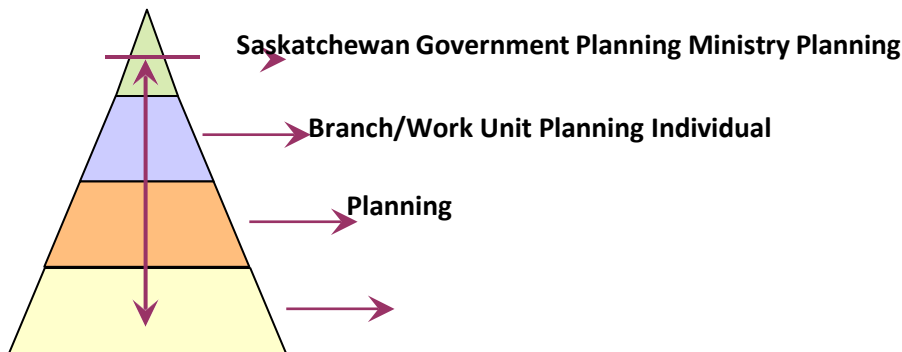 Saskatchewan Government Planning Ministry Planning
Branch/Work Unit Planning Individual
Planning